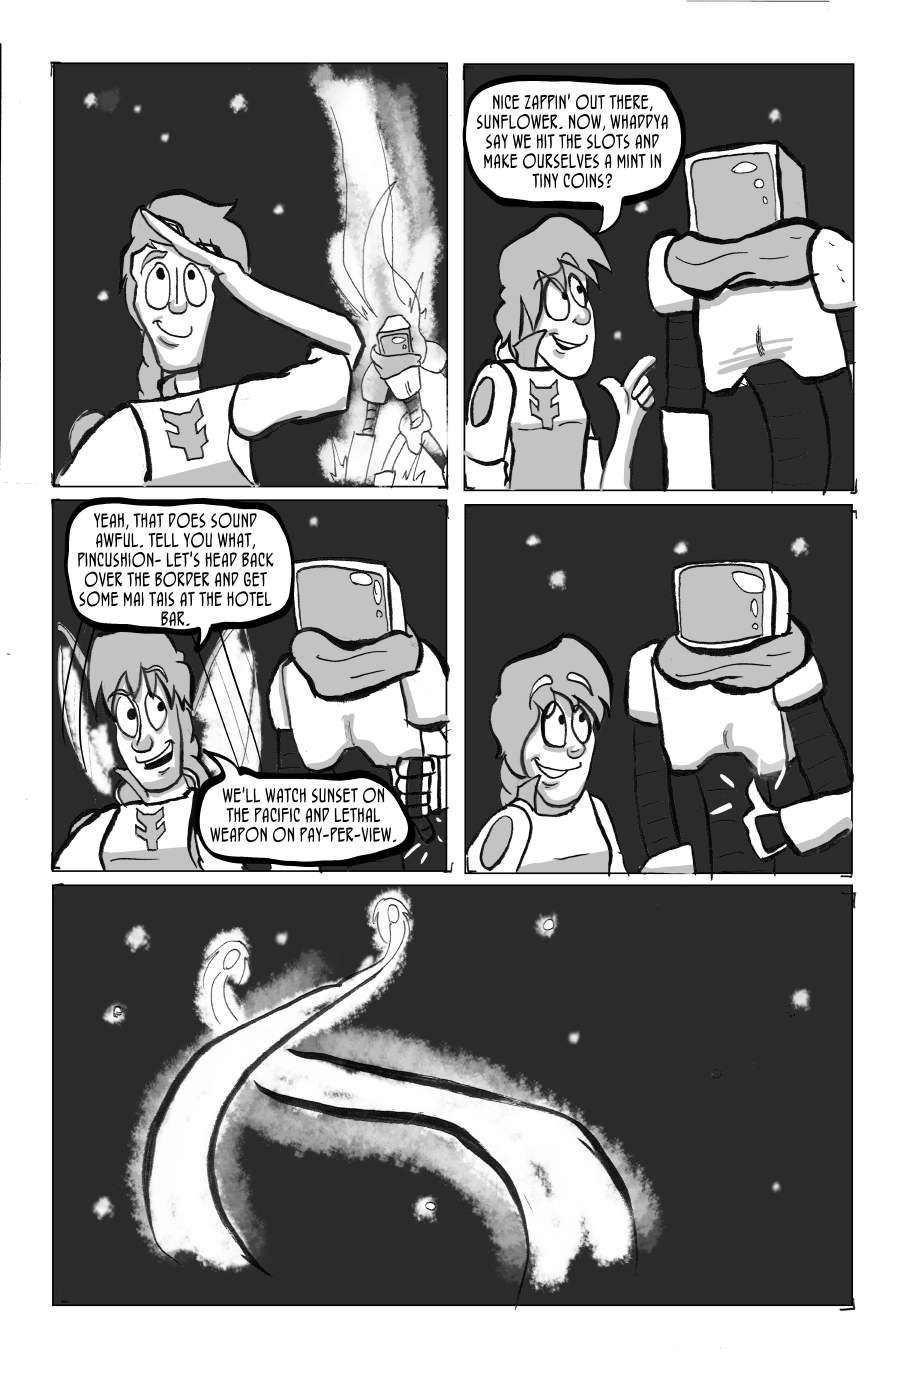 NICE ZAPPIN' OUT THERE,
SUNFLOWER. NOW, WHADDYA
SAY WE HIT THE SLOTS AND
MAKE OURSELVES A MINT IN
TINY COINS?
YEAH, THAT DOES SOUND
AWFUL. TELL YOU WHAT,
PINCUSHION- LET'S HEAD BACK
OVER THE BORDER AND GET
SOME MAI TAIS AT THE HOTEL
BAR.
WE'LL WATCH SUNSET ON
THE PACIFIC AND LETHAL
WEAPON ON PAY-PER-VIEW.